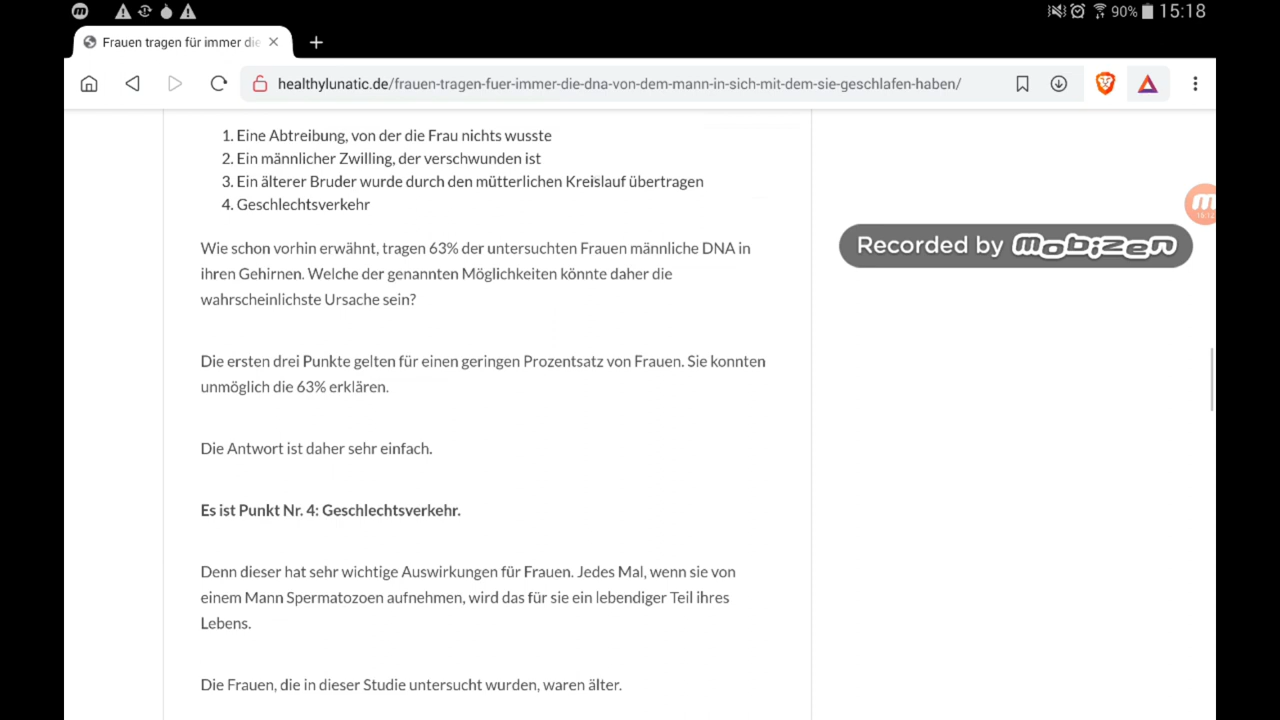 90% 15:18
Frauen tragen für immer die
healthylunatic.de/frauen-tragen-fuer-immer-die-dna-von-dem-mann-in-sich-mit-dem-sie-geschlafen-haben/
1. Eine Abtreibung, von der die Frau nichts wusste
2. Ein männlicher Zwilling, der verschwunden ist
3. Ein älterer Bruder wurde durch den mütterlichen Kreislauf übertragen
4. Geschlechtsverkehr
Recorded by mobizen
Wie schon vorhin erwähnt, tragen 63% der untersuchten Frauen männliche DNA in
ihren Gehirnen. Welche der genannten Möglichkeiten könnte daher die
wahrscheinlichste Ursache sein?
Die ersten drei Punkte gelten für einen geringen Prozentsatz von Frauen. Sie konnten
unmöglich die 63% erklären.
Die Antwort ist daher sehr einfach.
Es ist Punkt Nr. 4: Geschlechtsverkehr.
Denn dieser hat sehr wichtige Auswirkungen für Frauen. Jedes Mal, wenn sie von
einem Mann Spermatozoen aufnehmen, wird das für sie ein lebendiger Teil ihres
Lebens.
Die Frauen, die in dieser Studie untersucht wurden, waren älter.